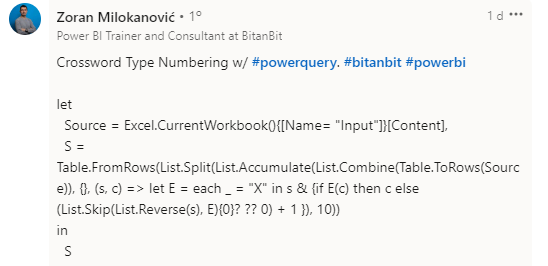 Zoran Milokanović • 1º
1 d •••
Power BI Trainer and Consultant at BitanBit
Crossword Type Numbering w/ #powerquery. #bitanbit #powerbi
let
Source = Excel.CurrentWorkbook(){[Name= "Input"]}[Content],
S =
Table.FromRows(List.Split(List.Accumulate(List.Combine(Table.ToRows(Sourc
e)), {}, (s, c) => let E = each _ = "X" in s & {if E(c) then c else
(List.Skip(List.Reverse(s), E){0}? ?? 0) + 1 }), 10))
in
S